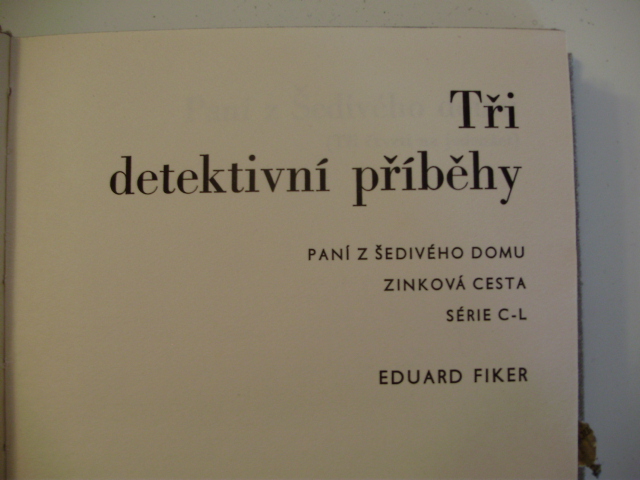 Tři
detektivní příběhy
PANÍ Z ŠEDIVÉHO DOMU
ZINKOVÁ CESTA
SÉRIE C-L
EDUARD FIKER